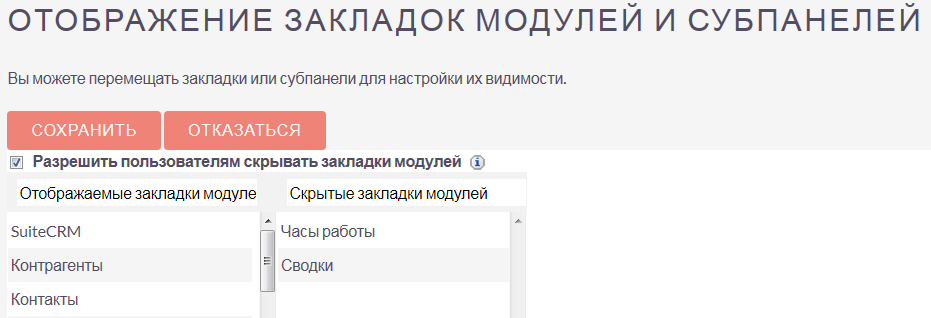 ОТОБРАЖЕНИЕ ЗАКЛАДОК МОДУЛЕЙ И СУБПАНЕЛЕЙ
Вы можете перемещать закладки или субпанели для настройки их видимости.
СОХРАНИТЬ ОТКАЗАТЬСЯ
Разрешить пользователям скрывать закладки модулей
Отображаемые закладки модуле Скрытые закладки модулей
SuiteCRM Часы работы
Контрагенты Сводки
Контакты